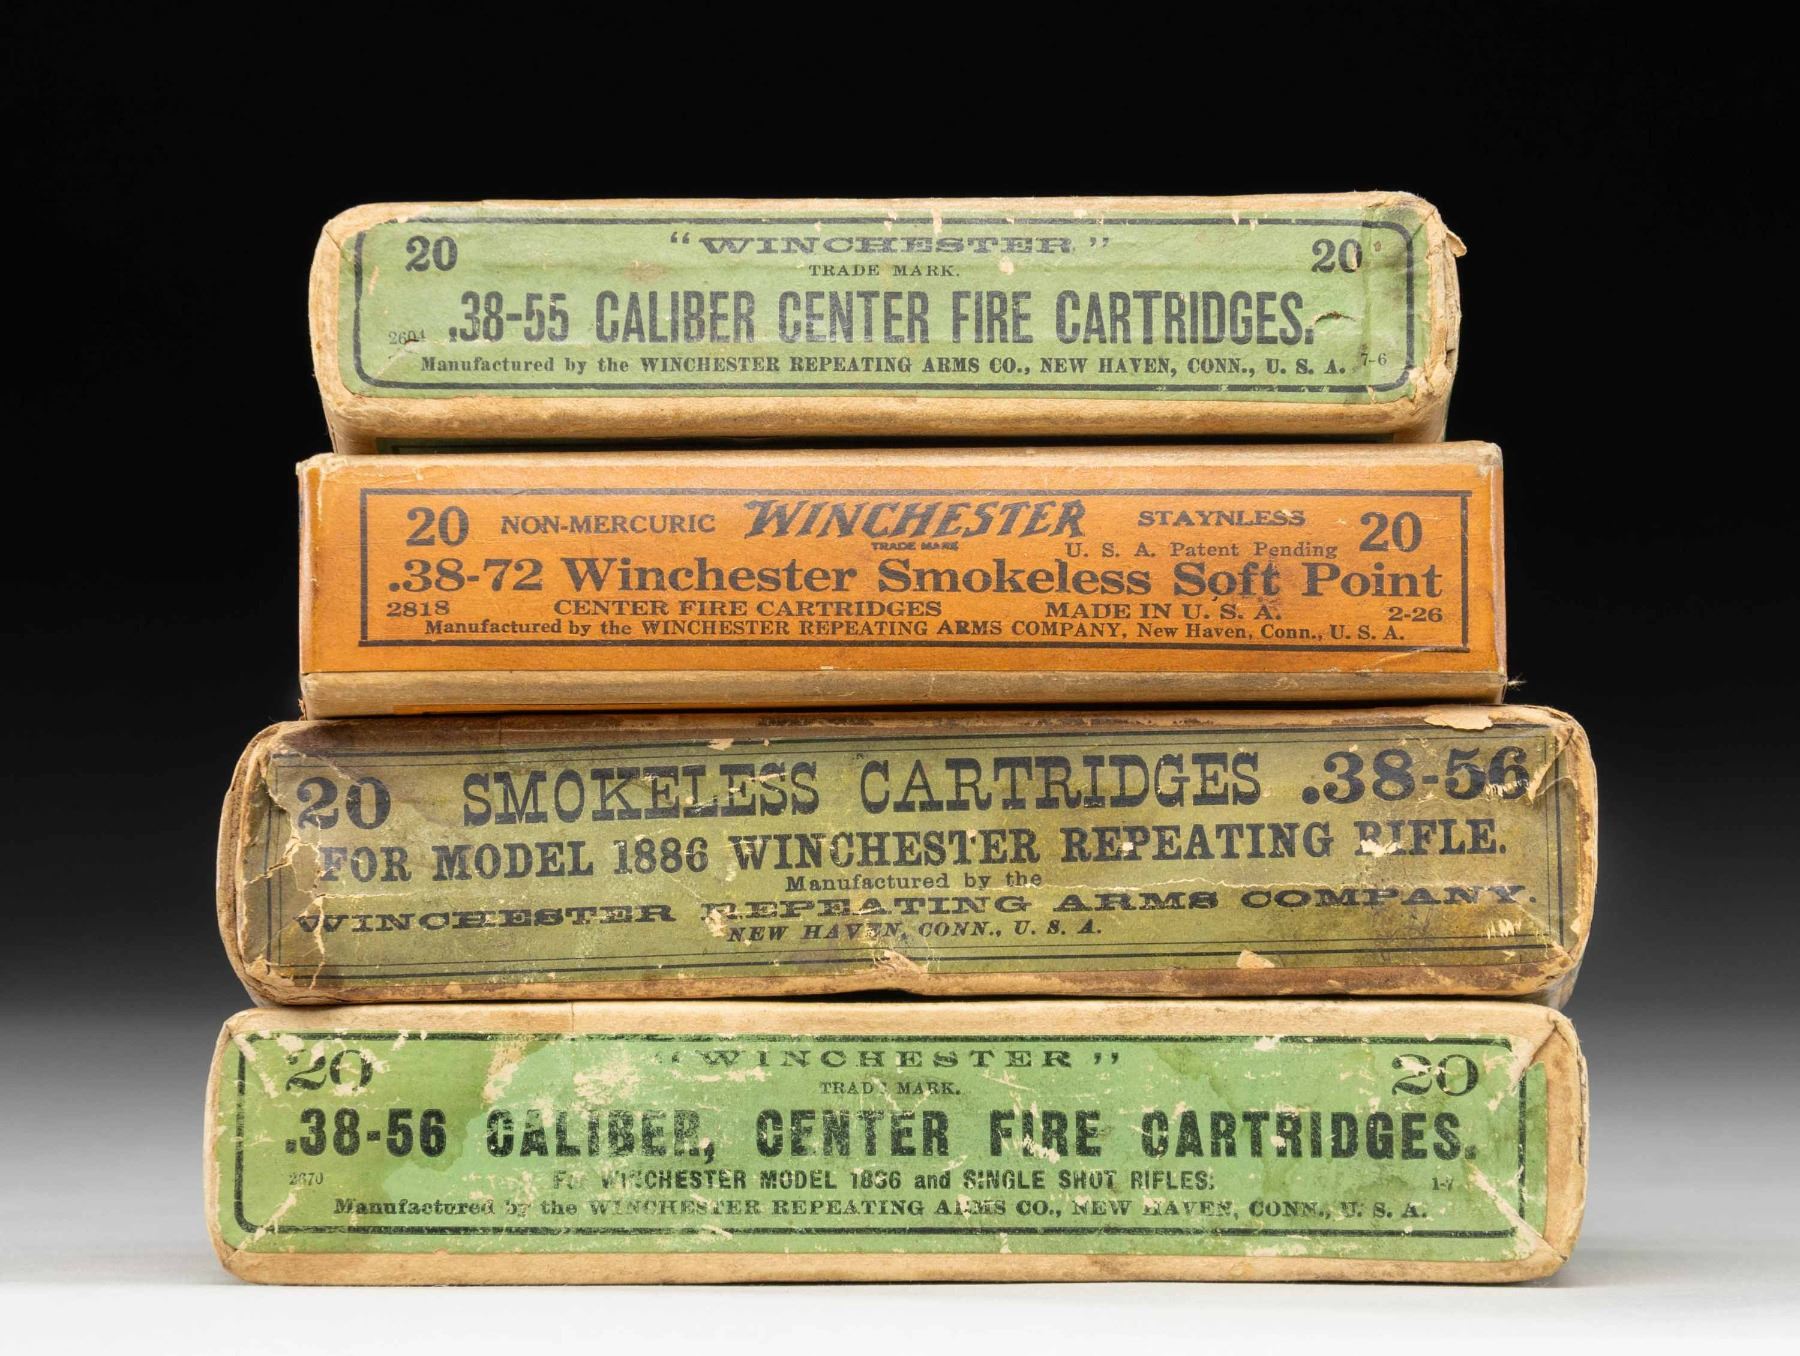 20 "WINCHESTER" 20
TRADE MARK.
.38-55 CALIBER CENTER FIRE CARTRIDGES.
Manufactured by the WINCHESTER REPEATING ARMS CO., NEW HAVEN, CONN., U. S. A. 7-6
20 NON-MERCURIC WINCHESTER STAYNLESS 20
TRADE MARK U. S. A. Patent Pending
.38-72 Winchester Smokeless Soft Point
2818 CENTER FIRE CARTRIDGES MADE IN U. S. A. 2-26
Manufactured by the WINCHESTER REPEATING ARMS COMPANY, New Haven, Conn., U. S. A.
20 SMOKELESS CARTRIDGES .38-56
FOR MODEL 1886 WINCHESTER REPEATING RIFLE.
Manufactured by the
WINCHESTER REPEATING ARMS COMPANY.
NEW HAVEN, CONN., U. S. A.
20 "WINCHESTER" 20
TRADE MARK.
.38-56 CALIBER, CENTER FIRE CARTRIDGES.
2670 For WINCHESTER MODEL 1886 and SINGLE SHOT RIFLES. 1-7
Manufactured by the WINCHESTER REPEATING ARMS CO., NEW HAVEN, CONN., U. S. A.